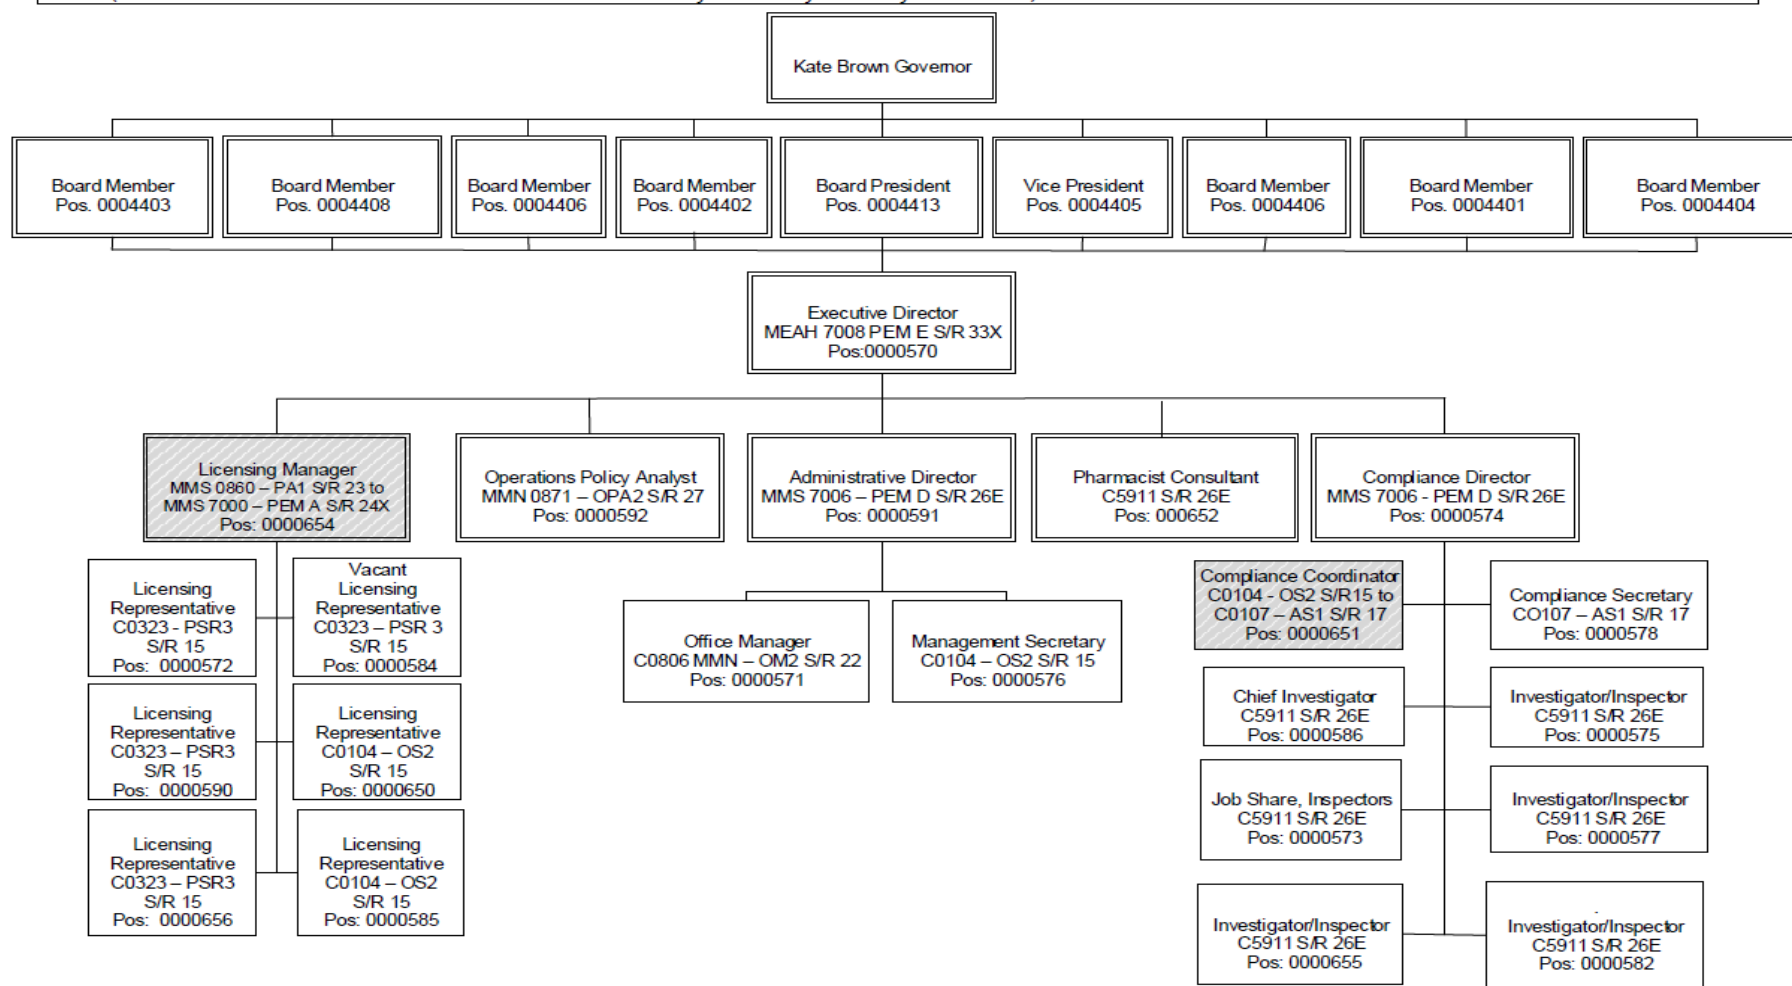 Kate Brown Governor
Board Member
Pos. 0004403
Board Member
Pos. 0004408
Board Member
Pos. 0004406
Board Member
Pos. 0004402
Board President
Pos. 0004413
Vice President
Pos. 0004405
Board Member
Pos. 0004406
Board Member
Pos. 0004401
Board Member
Pos. 0004404
Executive Director
MEAH 7008 PEM E S/R 33X
Pos:0000570
Licensing Manager
MMS 0860 – PA1 S/R 23 to
MMS 7000 – PEM A S/R 24X
Pos: 0000654
Operations Policy Analyst
MMN 0871 – OPA2 S/R 27
Pos: 0000592
Administrative Director
MMS 7006 – PEM D S/R 26E
Pos: 0000591
Pharmacist Consultant
C5911 S/R 26E
Pos: 000652
Compliance Director
MMS 7006 - PEM D S/R 26E
Pos: 0000574
Licensing
Representative
C0323 - PSR3
S/R 15
Pos: 0000572
Vacant
Licensing
Representative
C0323 – PSR 3
S/R 15
Pos: 0000584
Licensing
Representative
C0323 – PSR3
S/R 15
Pos: 0000590
Licensing
Representative
C0104 – OS2
S/R 15
Pos: 0000650
Licensing
Representative
C0323 – PSR3
S/R 15
Pos: 0000656
Licensing
Representative
C0104 – OS2
S/R 15
Pos: 0000585
Office Manager
C0806 MMN – OM2 S/R 22
Pos: 0000571
Management Secretary
C0104 – OS2 S/R 15
Pos: 0000576
Compliance Coordinator
C0104 - OS2 S/R15 to
C0107 – AS1 S/R 17
Pos: 0000651
Compliance Secretary
CO107 – AS1 S/R 17
Pos: 0000578
Chief Investigator
C5911 S/R 26E
Pos: 0000586
Investigator/Inspector
C5911 S/R 26E
Pos: 0000575
Job Share, Inspectors
C5911 S/R 26E
Pos: 0000573
Investigator/Inspector
C5911 S/R 26E
Pos: 0000577
Investigator/Inspector
C5911 S/R 26E
Pos: 0000655
Investigator/Inspector
C5911 S/R 26E
Pos: 0000582